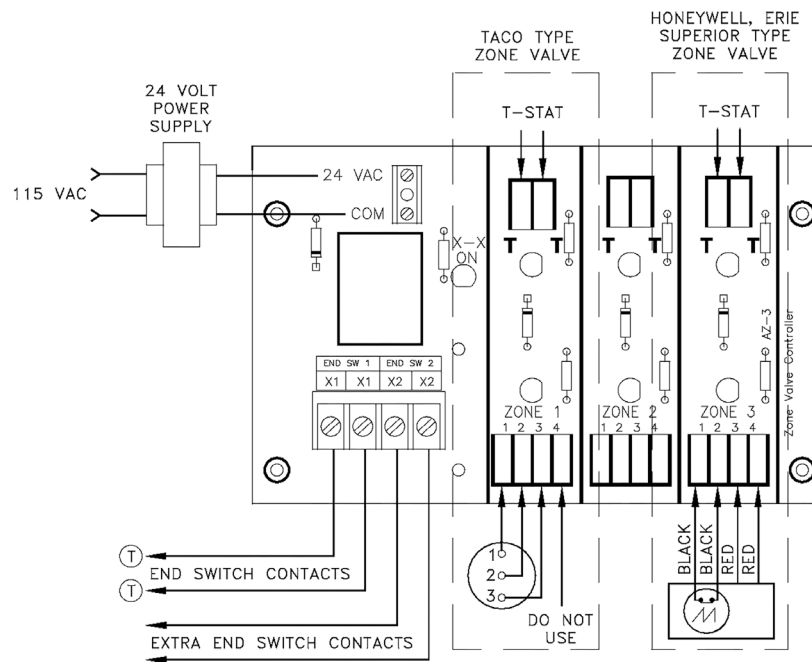 TACO TYPE
ZONE VALVE
HONEYWELL, ERIE
SUPERIOR TYPE
ZONE VALVE
24 VOLT
POWER
SUPPLY
T-STAT
T-STAT
115 VAC
24 VAC
COM
X-X
ON
T T
T T
T T
AZ-3
Zone Valve Controller
END SW 1 END SW 2
X1 X1 X2 X2
ZONE 1
1 2 3 4
ZONE 2
1 2 3 4
ZONE 3
1 2 3 4
BLACK
BLACK
RED
RED
1
2
3
T
END SWITCH CONTACTS
T
DO NOT
USE
EXTRA END SWITCH CONTACTS